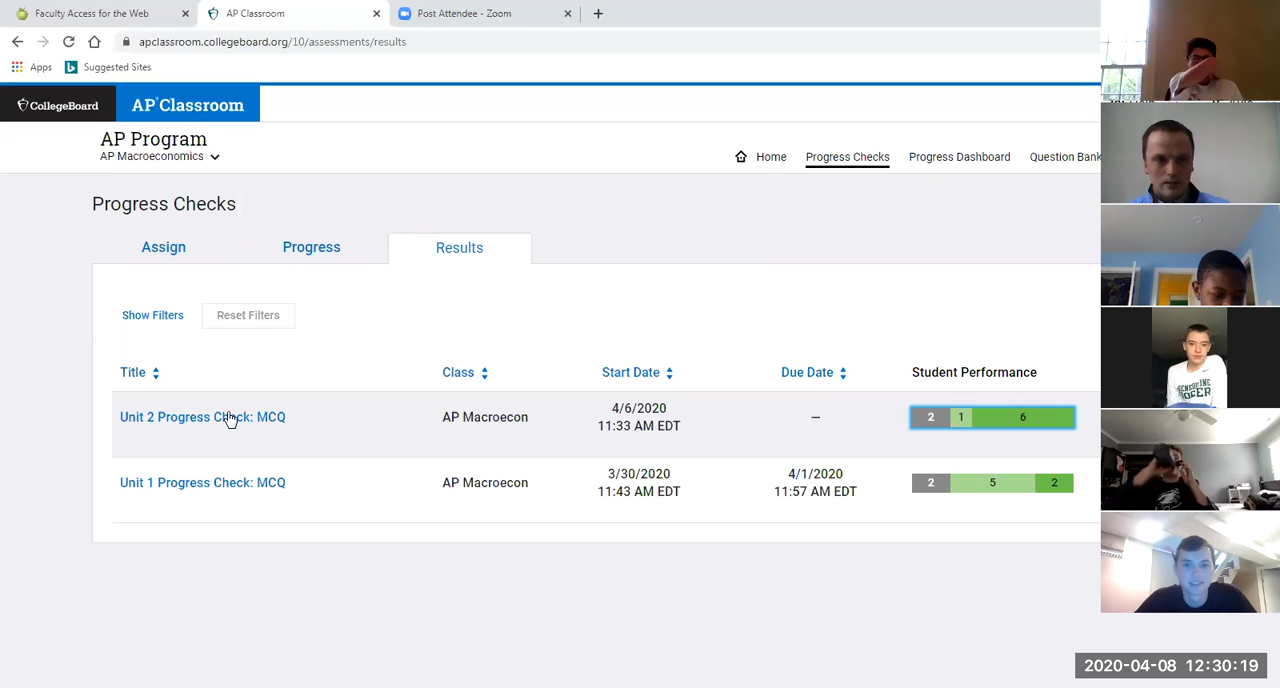 Faculty Access for the Web
AP Classroom
Post Attendee - Zoom
apclassroom.collegeboard.org/10/assessments/results
Apps
Suggested Sites
CollegeBoard
AP Classroom
AP Program
AP Macroeconomics
Home
Progress Checks
Progress Dashboard
Question Bank
Progress Checks
Assign
Progress
Results
Show Filters
Reset Filters
Title
Class
Start Date
Due Date
Student Performance
Unit 2 Progress Check: MCQ
AP Macroecon
4/6/2020
11:33 AM EDT
—
2 1 6
Unit 1 Progress Check: MCQ
AP Macroecon
3/30/2020
11:43 AM EDT
4/1/2020
11:57 AM EDT
2 5 2
2020-04-08 12:30:19